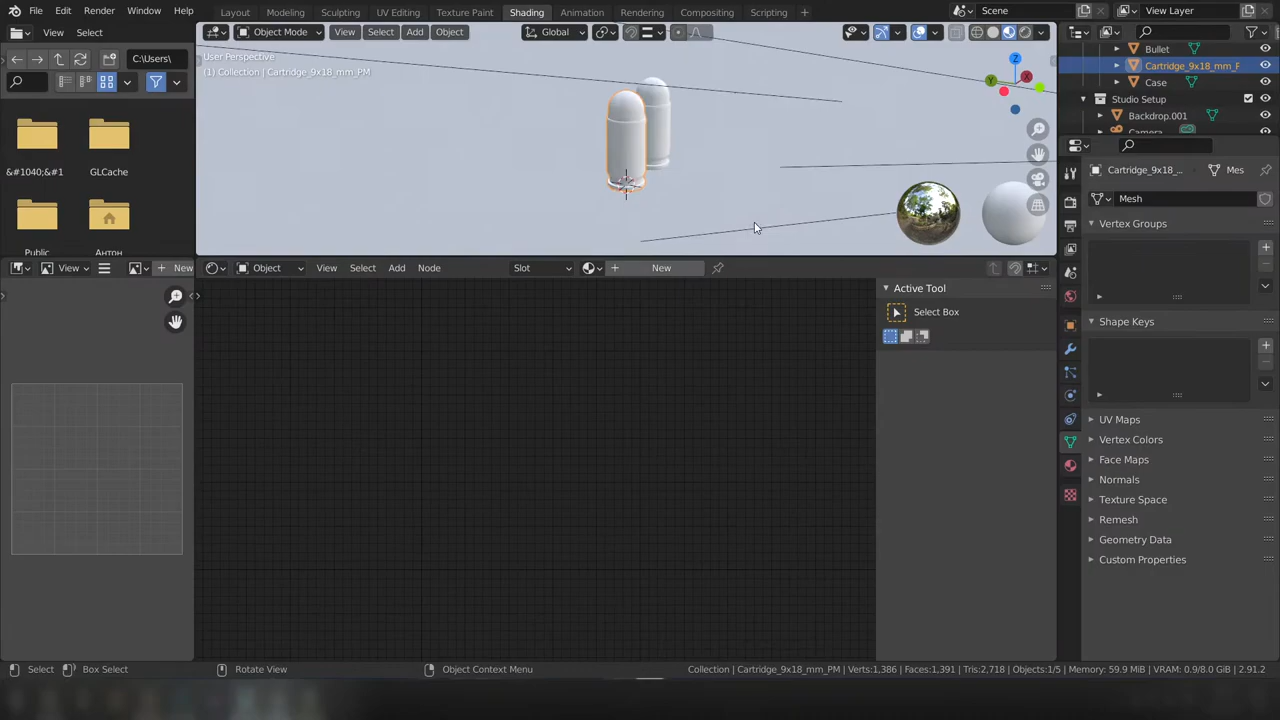 File Edit Render Window Help Layout Modeling Sculpting UV Editing Texture Paint Shading Animation Rendering Compositing Scripting + Scene View Layer
View Select Object Mode View Select Add Object Global
C:\Users\
User Perspective
(1) Collection | Cartridge_9x18_mm_PM
&#1040;&#1
GLCache
Public
Антон
Bullet
Cartridge_9x18_mm_P
Case
Studio Setup
Backdrop.001
Camera
X
Y
Z
Cartridge_9x18_...
Mes
Mesh
Vertex Groups
Shape Keys
UV Maps
Vertex Colors
Face Maps
Normals
Texture Space
Remesh
Geometry Data
Custom Properties
View + New
Object View Select Add Node Slot + New
Active Tool
Select Box
Select Box Select Rotate View Object Context Menu Collection | Cartridge_9x18_mm_PM | Verts:1,386 | Faces:1,391 | Tris:2,718 | Objects:1/5 | Memory: 59.9 MiB | VRAM: 0.9/8.0 GiB | 2.91.2